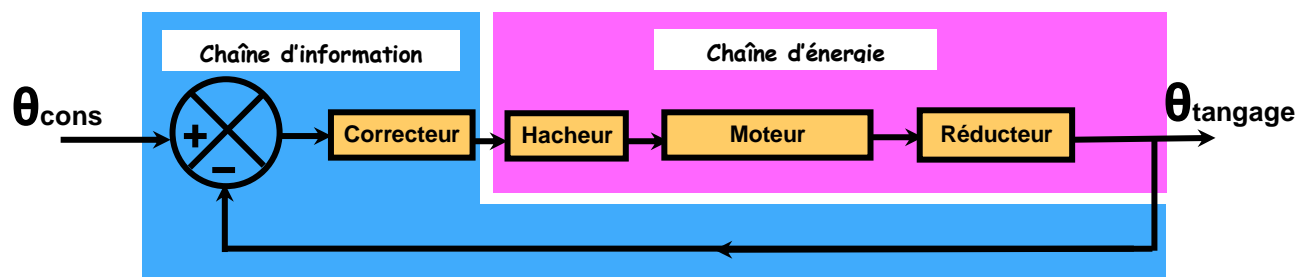 Chaîne d'information
Chaîne d'énergie
θcons
+
−
Correcteur
Hacheur
Moteur
Réducteur
θtangage